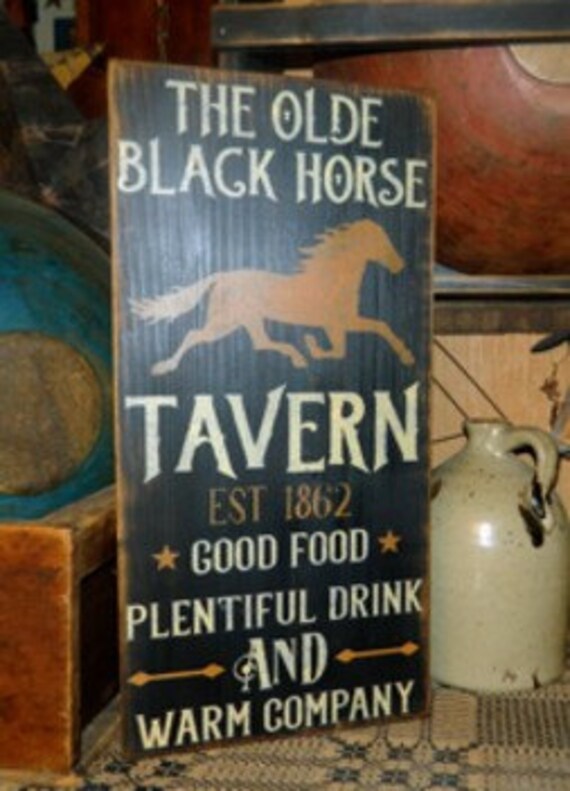 THE OLDE
BLACK HORSE
TAVERN
EST 1862
GOOD FOOD
PLENTIFUL DRINK
AND
WARM COMPANY